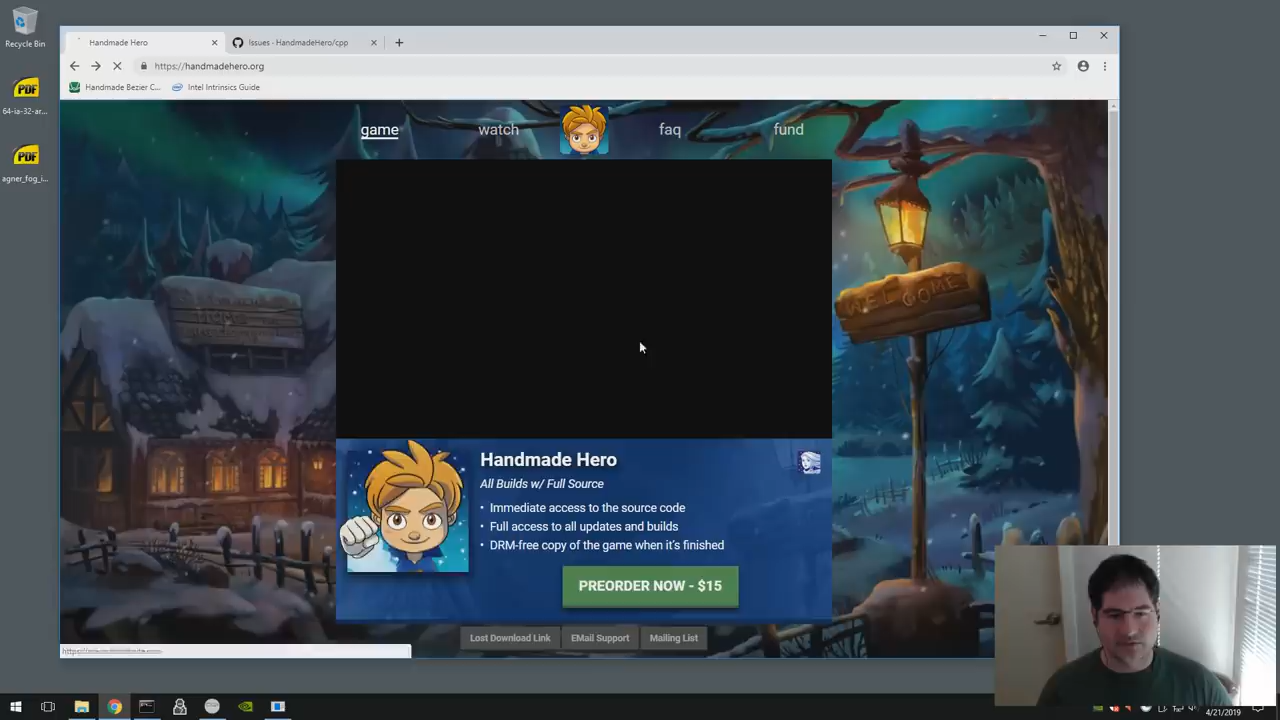 Recycle Bin
64-ia-32-ar...
agner_fog_i...
Handmade Hero
Issues - HandmadeHero/cpp
https://handmadehero.org
Handmade Bezier C...
Intel Intrinsics Guide
game
watch
faq
fund
WELCOME
Handmade Hero
All Builds w/ Full Source
• Immediate access to the source code
• Full access to all updates and builds
• DRM-free copy of the game when it's finished
PREORDER NOW - $15
Lost Download Link
EMail Support
Mailing List
4/21/2019